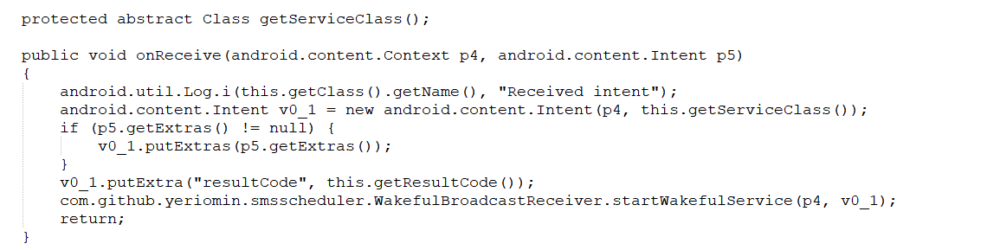 protected abstract Class getServiceClass();
public void onReceive(android.content.Context p4, android.content.Intent p5)
{
android.util.Log.i(this.getClass().getName(), "Received intent");
android.content.Intent v0_1 = new android.content.Intent(p4, this.getServiceClass());
if (p5.getExtras() != null) {
v0_1.putExtras(p5.getExtras());
}
v0_1.putExtra("resultCode", this.getResultCode());
com.github.yeriomin.smsscheduler.WakefulBroadcastReceiver.startWakefulService(p4, v0_1);
return;
}